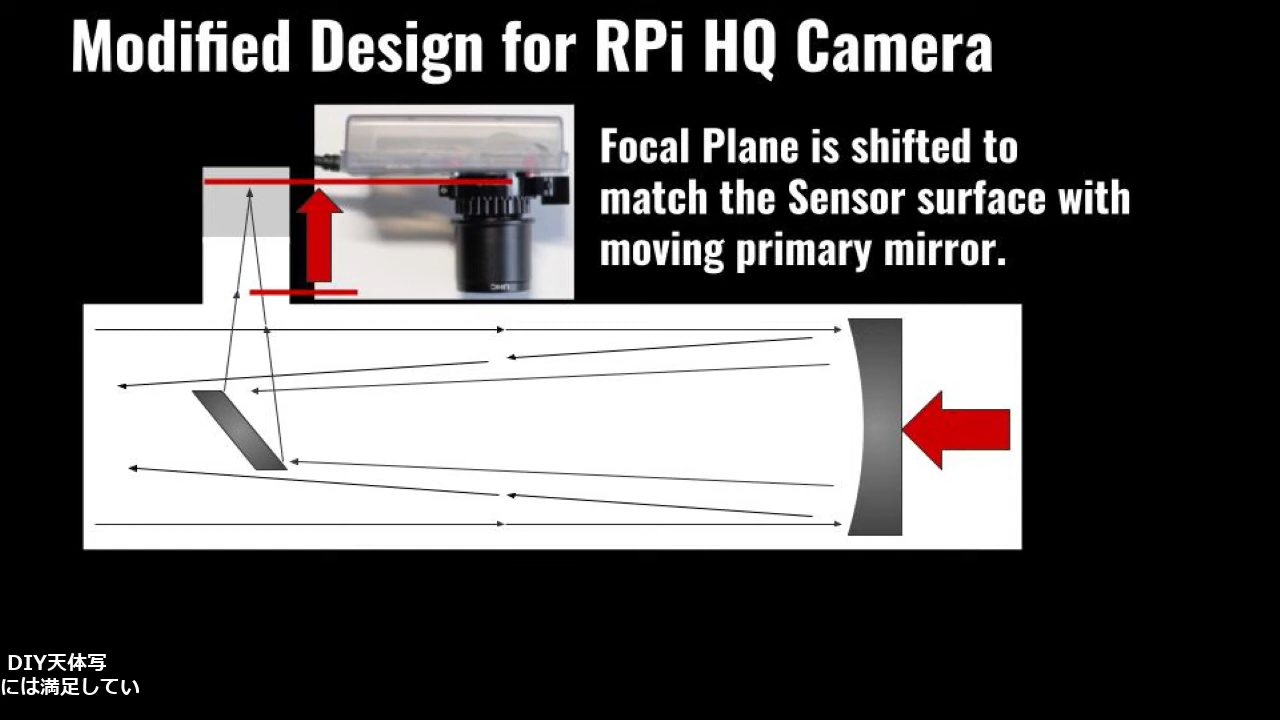 Modified Design for RPi HQ Camera
Focal Plane is shifted to
match the Sensor surface with
moving primary mirror.
DIY天体写
には満足してい